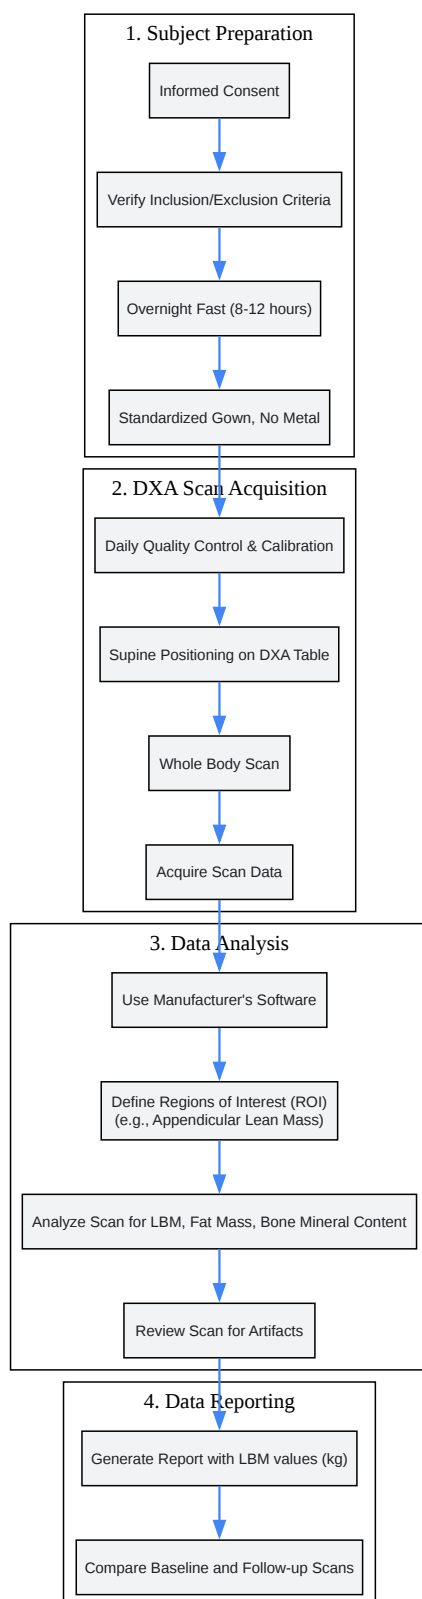 1. Subject Preparation
Informed Consent
Verify Inclusion/Exclusion Criteria
Overnight Fast (8-12 hours)
Standardized Gown, No Metal
2. DXA Scan Acquisition
Daily Quality Control & Calibration
Supine Positioning on DXA Table
Whole Body Scan
Acquire Scan Data
3. Data Analysis
Use Manufacturer's Software
Define Regions of Interest (ROI)
(e.g., Appendicular Lean Mass)
Analyze Scan for LBM, Fat Mass, Bone Mineral Content
Review Scan for Artifacts
4. Data Reporting
Generate Report with LBM values (kg)
Compare Baseline and Follow-up Scans